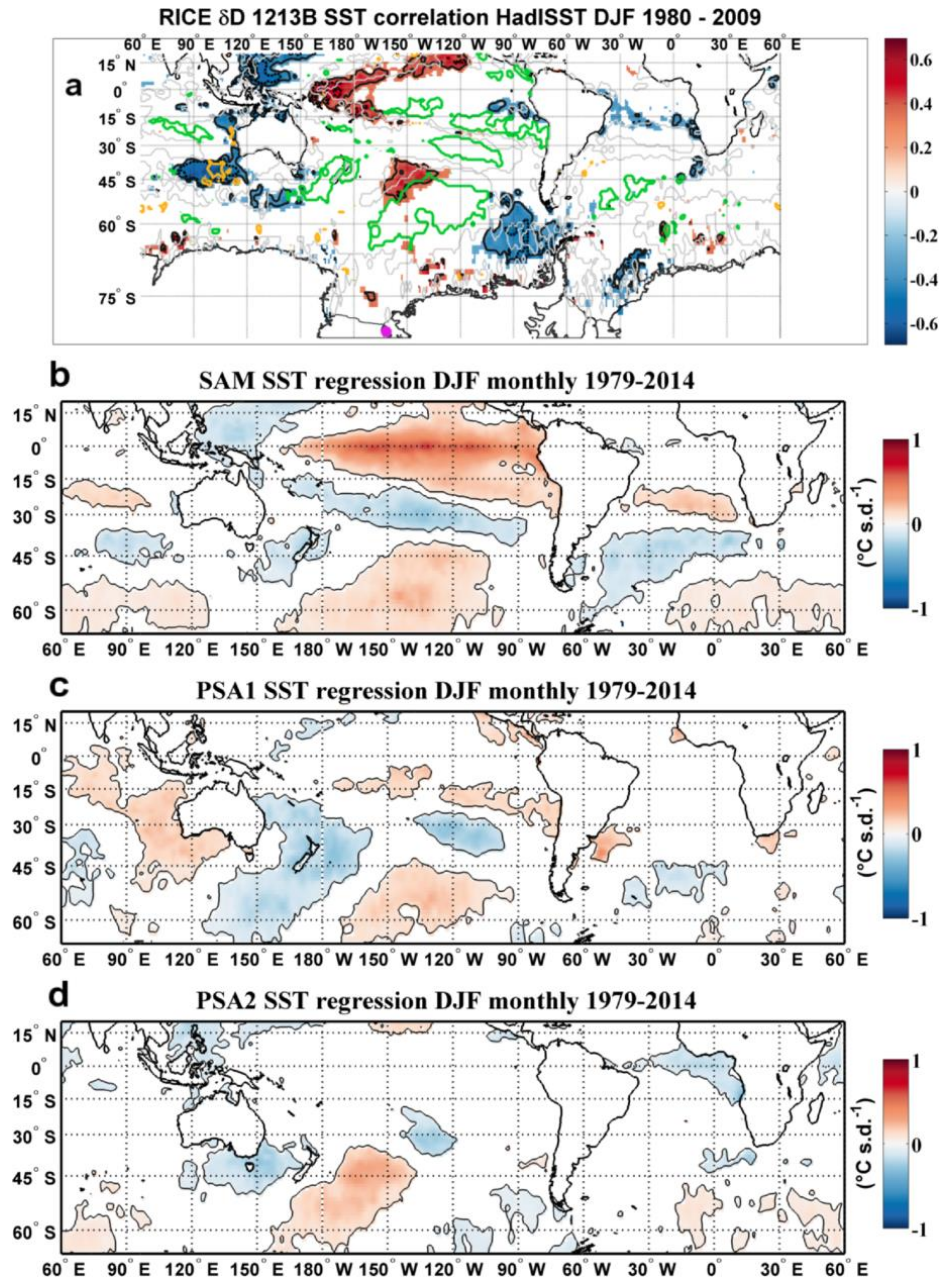 RICE δD 1213B SST correlation HadISST DJF 1980 - 2009
60° E 90° E 120° E 150° E 180° W 150° W 120° W 90° W 60° W 30° W 0° 30° E 60° E
a
15° N
0°
15° S
30° S
45° S
60° S
75° S
0.6
0.4
0.2
0
-0.2
-0.4
-0.6
b
SAM SST regression DJF monthly 1979-2014
15° N
0°
15° S
30° S
45° S
60° S
60° E 90° E 120° E 150° E 180° W 150° W 120° W 90° W 60° W 30° W 0° 30° E 60° E
1
0
-1
(°C s.d.⁻¹)
c
PSA1 SST regression DJF monthly 1979-2014
15° N
0°
15° S
30° S
45° S
60° S
60° E 90° E 120° E 150° E 180° W 150° W 120° W 90° W 60° W 30° W 0° 30° E 60° E
1
0
-1
(°C s.d.⁻¹)
d
PSA2 SST regression DJF monthly 1979-2014
15° N
0°
15° S
30° S
45° S
60° S
60° E 90° E 120° E 150° E 180° W 150° W 120° W 90° W 60° W 30° W 0° 30° E 60° E
1
0
-1
(°C s.d.⁻¹)